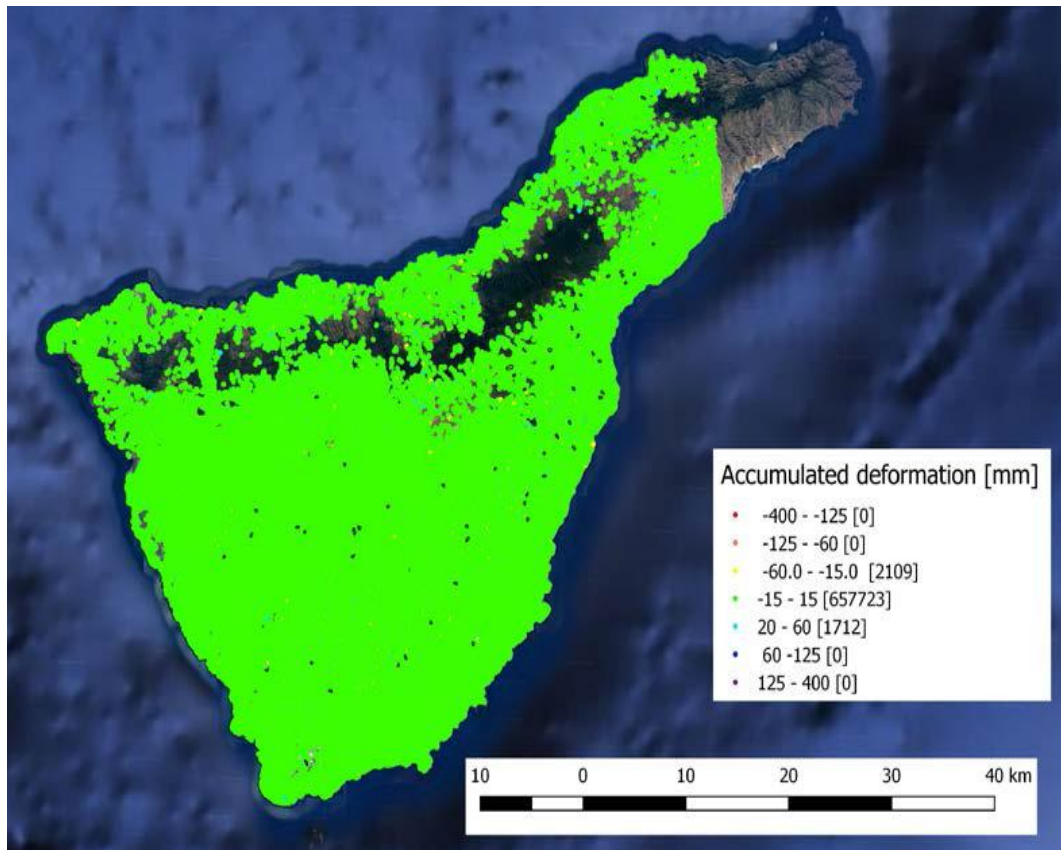 Accumulated deformation [mm]
-400 - -125 [0]
-125 - -60 [0]
-60.0 - -15.0 [2109]
-15 - 15 [657723]
20 - 60 [1712]
60 -125 [0]
125 - 400 [0]
10 0 10 20 30 40 km